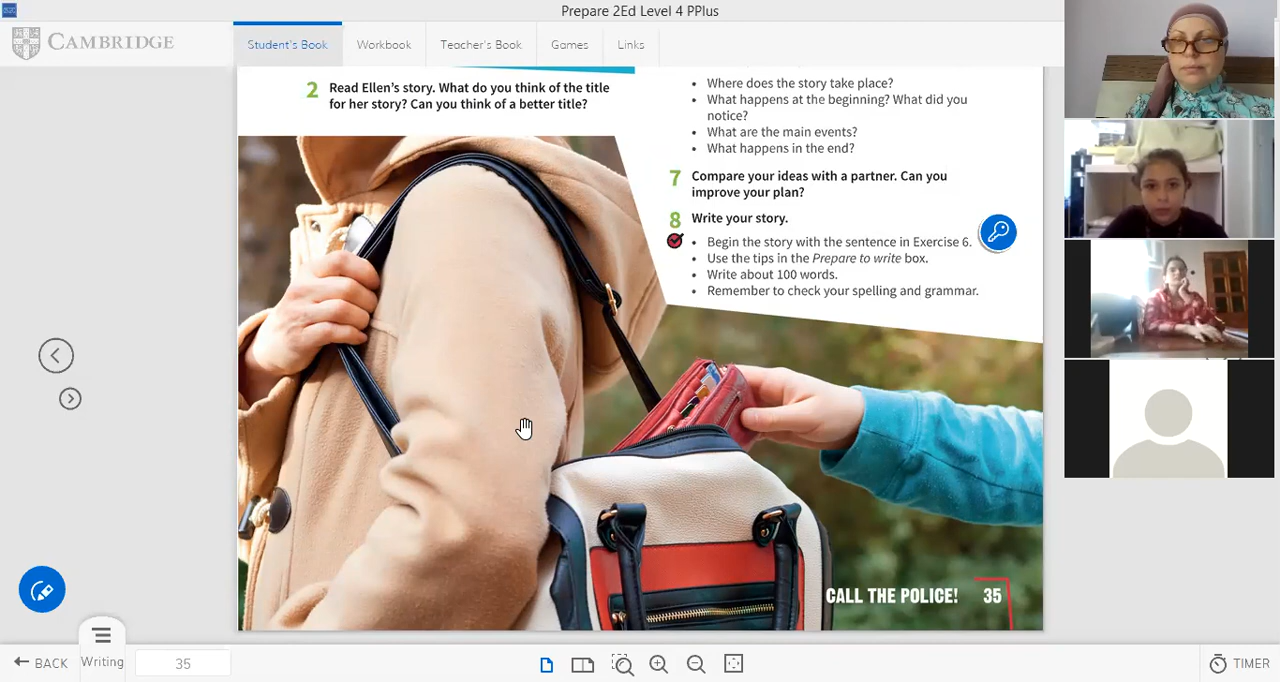 Prepare 2Ed Level 4 PPlus
CAMBRIDGE
Student's Book
Workbook
Teacher's Book
Games
Links
2 Read Ellen's story. What do you think of the title
for her story? Can you think of a better title?
• Where does the story take place?
• What happens at the beginning? What did you
notice?
• What are the main events?
• What happens in the end?
7 Compare your ideas with a partner. Can you
improve your plan?
8 Write your story.
• Begin the story with the sentence in Exercise 6.
• Use the tips in the Prepare to write box.
• Write about 100 words.
• Remember to check your spelling and grammar.
CALL THE POLICE! 35
BACK
Writing
35
TIMER